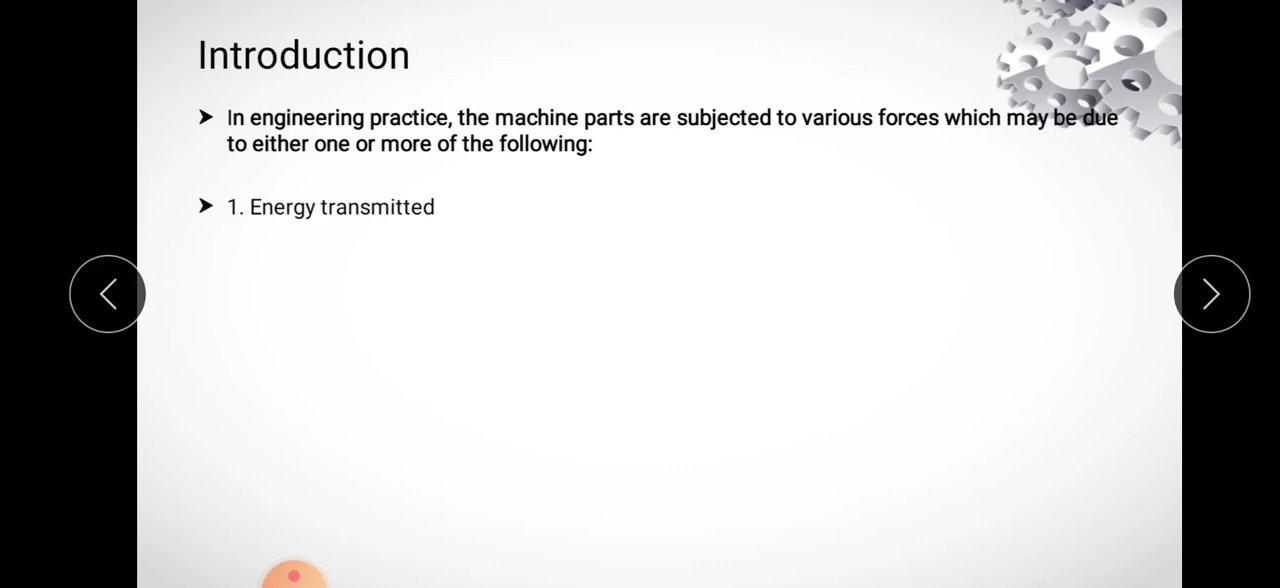 Introduction
➤ In engineering practice, the machine parts are subjected to various forces which may be due
to either one or more of the following:
➤ 1. Energy transmitted